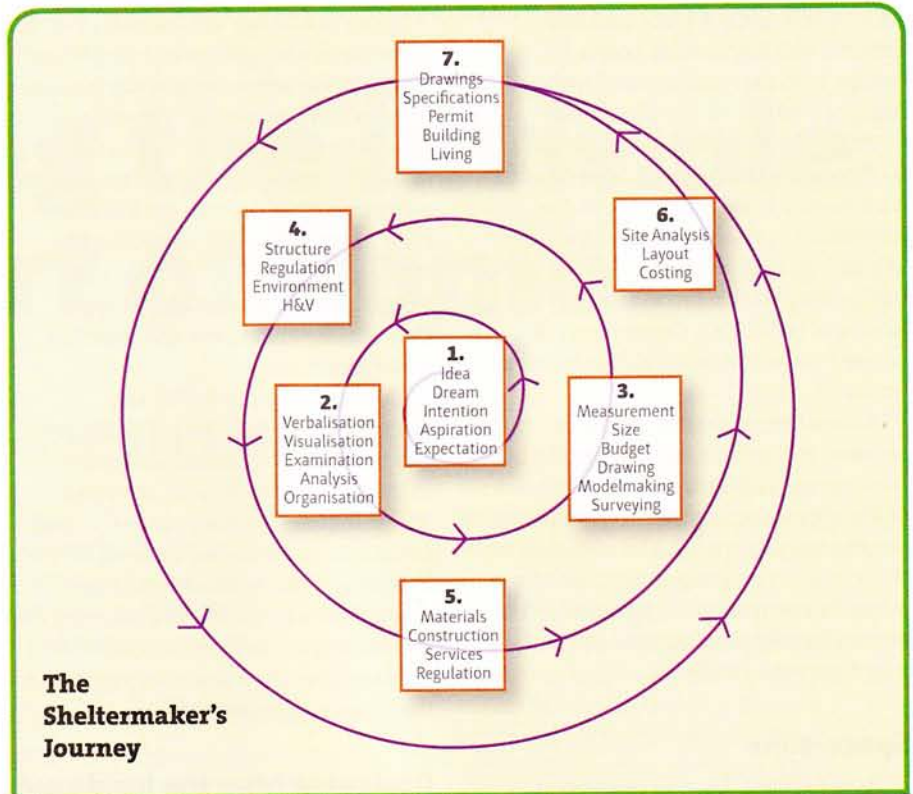 7.
Drawings
Specifications
Permit
Building
Living
6.
Site Analysis
Layout
Costing
4.
Structure
Regulation
Environment
H&V
1.
Idea
Dream
Intention
Aspiration
Expectation
2.
Verbalisation
Visualisation
Examination
Analysis
Organisation
3.
Measurement
Size
Budget
Drawing
Modelmaking
Surveying
5.
Materials
Construction
Services
Regulation
The
Sheltermaker's
Journey